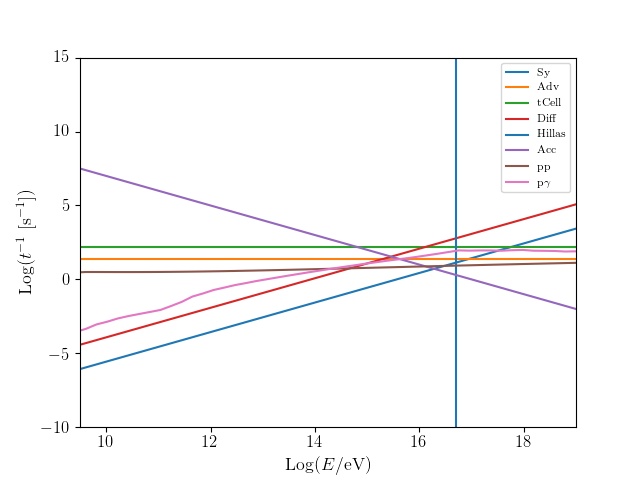 15
10
5
0
−5
−10
Log(t⁻¹ [s⁻¹])
Sy
Adv
tCell
Diff
Hillas
Acc
pp
pγ
10 12 14 16 18
Log(E/eV)